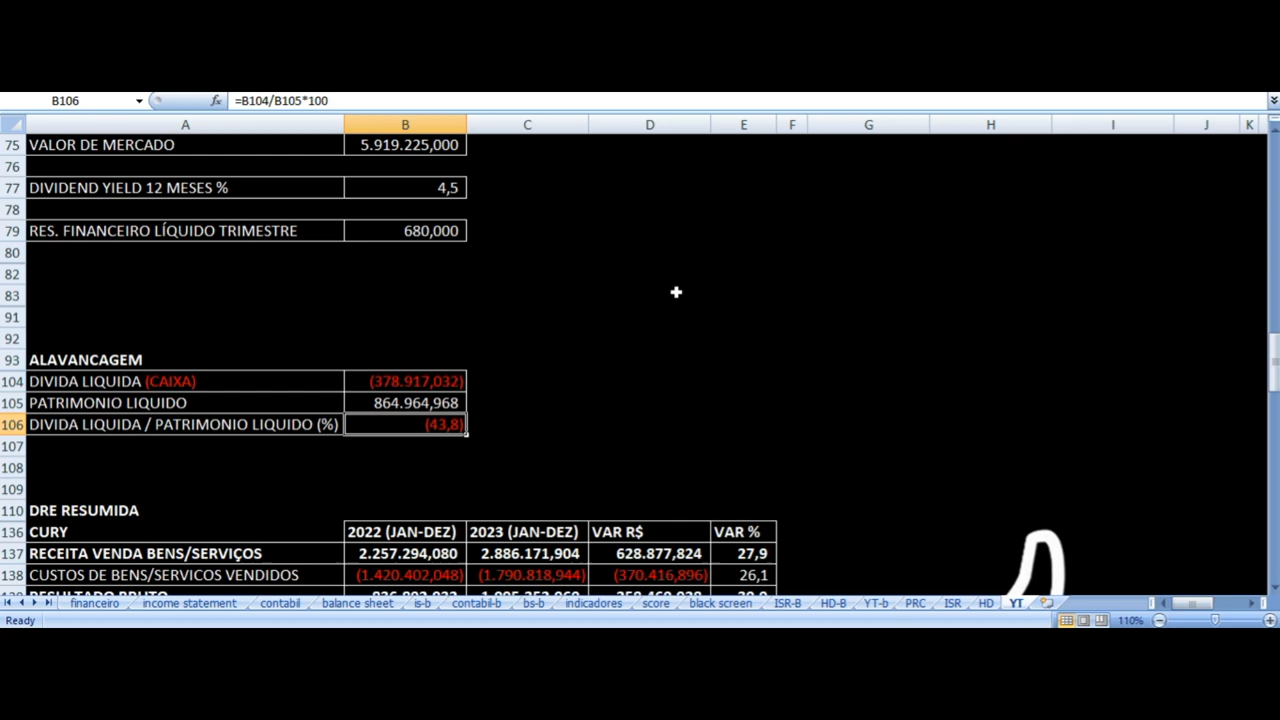 B106 fx =B104/B105*100
A B C D E F G H I J K
75 VALOR DE MERCADO 5.919.225,000
76
77 DIVIDEND YIELD 12 MESES % 4,5
78
79 RES. FINANCEIRO LÍQUIDO TRIMESTRE 680,000
80
82
83
91
92
93 ALAVANCAGEM
104 DIVIDA LIQUIDA (CAIXA) (378.917,032)
105 PATRIMONIO LIQUIDO 864.964,968
106 DIVIDA LIQUIDA / PATRIMONIO LIQUIDO (%) (43,8)
107
108
109
110 DRE RESUMIDA
136 CURY 2022 (JAN-DEZ) 2023 (JAN-DEZ) VAR R$ VAR %
137 RECEITA VENDA BENS/SERVIÇOS 2.257.294,080 2.886.171,904 628.877,824 27,9
138 CUSTOS DE BENS/SERVICOS VENDIDOS (1.420.402,048) (1.790.818,944) (370.416,896) 26,1
RESULTADO BRUTO
financeiro income statement contabil balance sheet is-b contabil-b bs-b indicadores score black screen ISR-B HD-B YT-b PRC ISR HD YT
Ready 110%